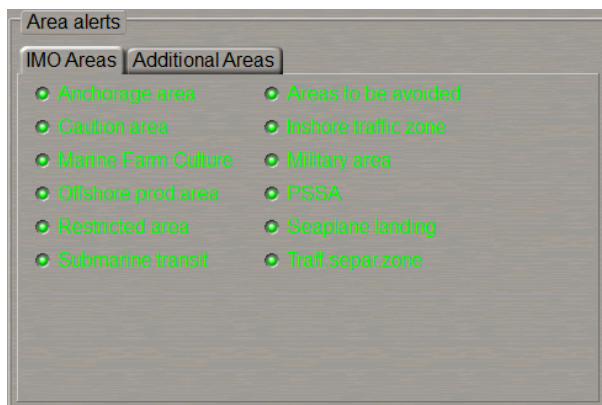 Area alerts
IMO Areas Additional Areas
Anchorage area Areas to be avoided
Caution area Inshore traffic zone
Marine Farm Culture Military area
Offshore prod.area PSSA
Restricted area Seaplane landing
Submarine transit Traff.separ.zone